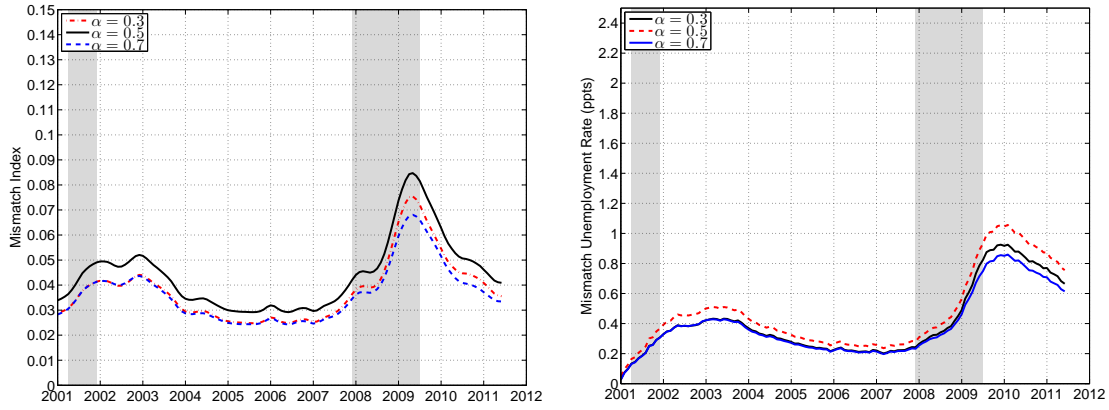 0.15
0.14
0.13
0.12
0.11
0.1
0.09
0.08
0.07
0.06
0.05
0.04
0.03
0.02
0.01
0
Mismatch Index
α = 0.3
α = 0.5
α = 0.7
2001 2002 2003 2004 2005 2006 2007 2008 2009 2010 2011 2012
2.4
2.2
2
1.8
1.6
1.4
1.2
1
0.8
0.6
0.4
0.2
0
Mismatch Unemployment Rate (ppts)
α = 0.3
α = 0.5
α = 0.7
2001 2002 2003 2004 2005 2006 2007 2008 2009 2010 2011 2012